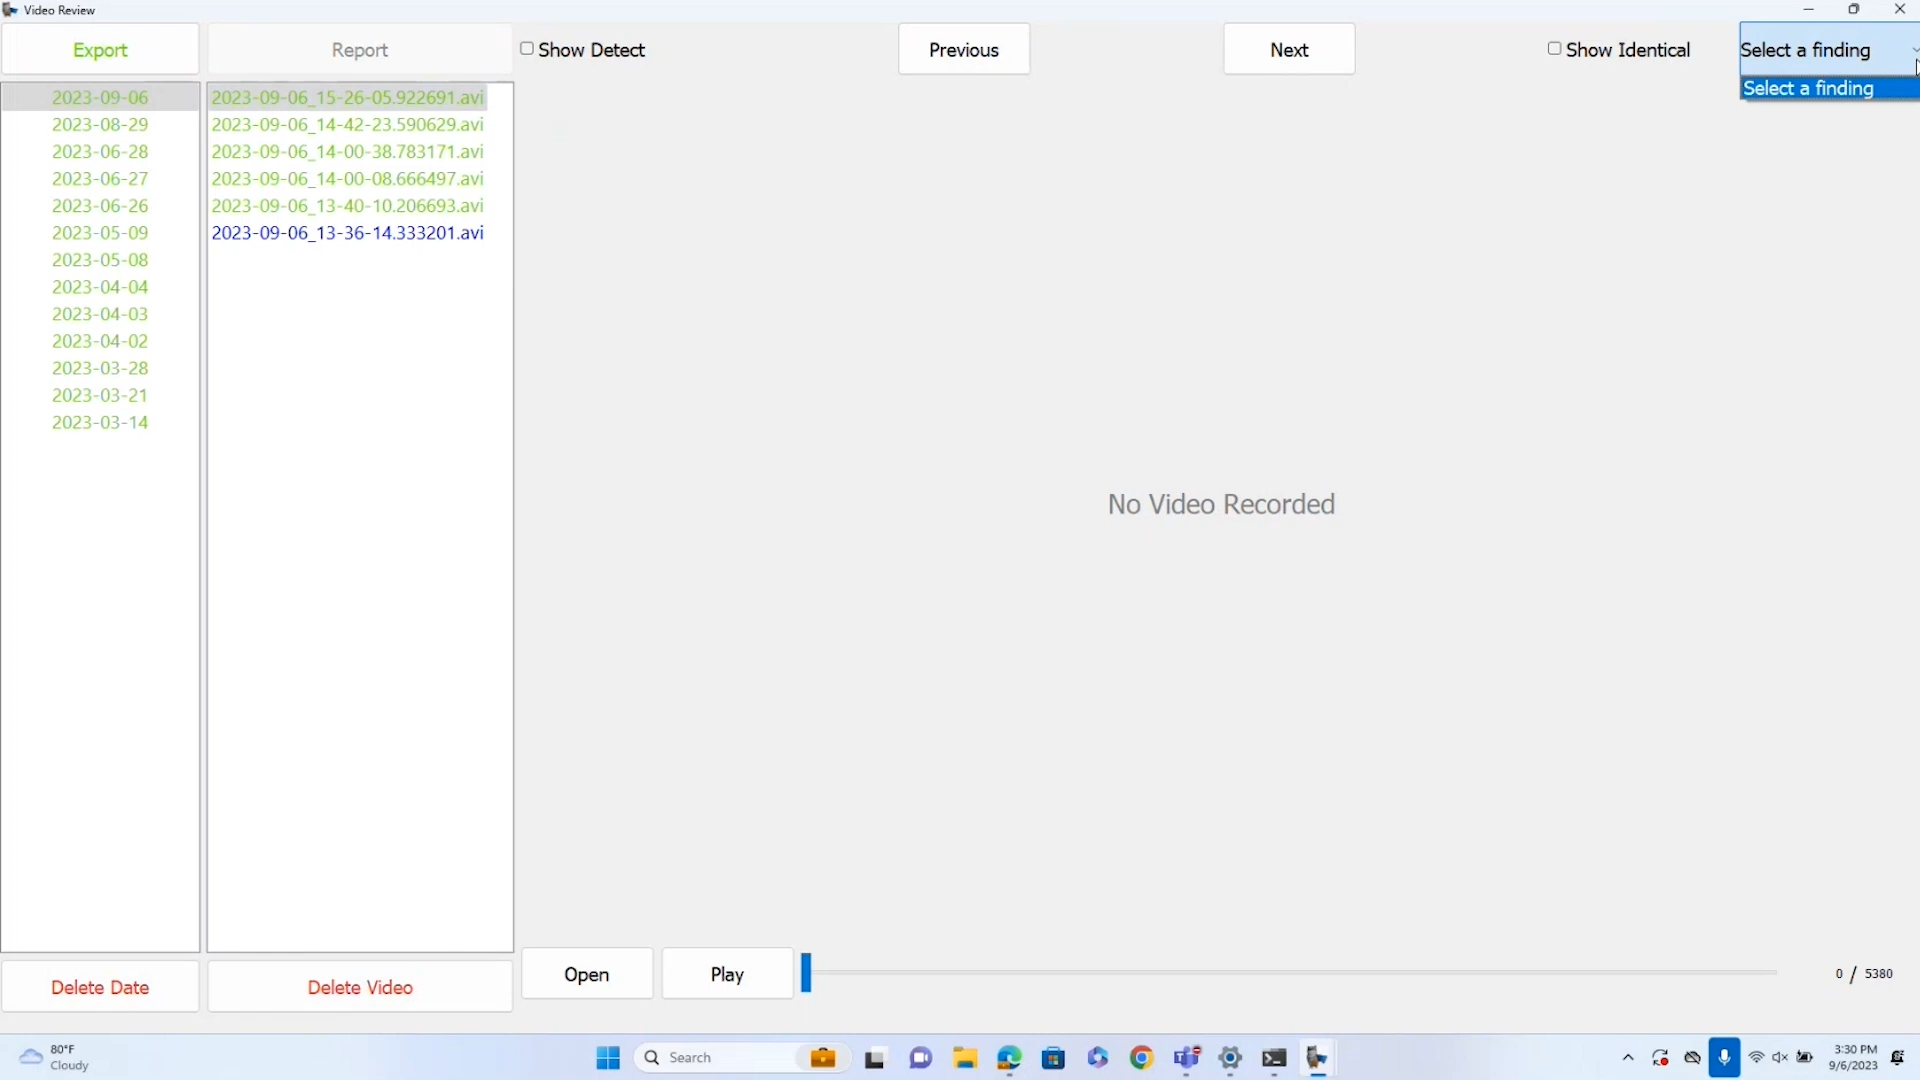 Video Review
Export
Report
Show Detect
Previous
Next
Show Identical
Select a finding
Select a finding
2023-09-06
2023-08-29
2023-06-28
2023-06-27
2023-06-26
2023-05-09
2023-05-08
2023-04-04
2023-04-03
2023-04-02
2023-03-28
2023-03-21
2023-03-14
2023-09-06_15-26-05.922691.avi
2023-09-06_14-42-23.590629.avi
2023-09-06_14-00-38.783171.avi
2023-09-06_14-00-08.666497.avi
2023-09-06_13-40-10.206693.avi
2023-09-06_13-36-14.333201.avi
No Video Recorded
Delete Date
Delete Video
Open
Play
0 / 5380
80°F
Cloudy
Search
3:30 PM
9/6/2023